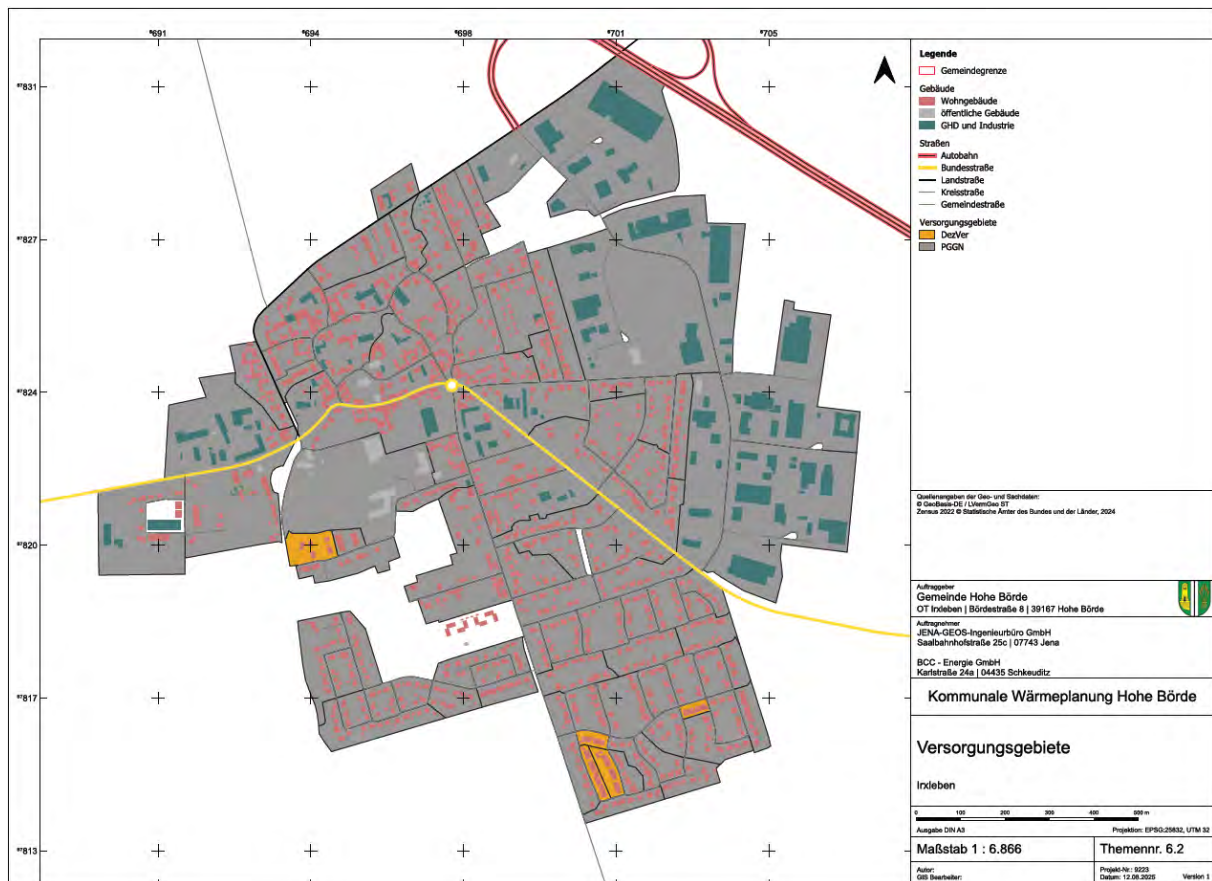 691 694 698 701 705
831
827
824
820
817
813
Legende
Gemeindegrenze
Gebäude
Wohngebäude
öffentliche Gebäude
GHD und Industrie
Straßen
Autobahn
Bundesstraße
Landstraße
Kreisstraße
Gemeindestraße
Versorgungsgebiete
DezVer
PGGN
Quellenangaben der Geo- und Sachdaten:
© GeoBasis-DE / LVermGeo ST
Zensus 2022 © Statistische Ämter des Bundes und der Länder, 2024
Auftraggeber
Gemeinde Hohe Börde
OT Irxleben | Bördestraße 8 | 39167 Hohe Börde
Auftragnehmer
JENA-GEOS-Ingenieurbüro GmbH
Saalbahnhofstraße 25c | 07743 Jena
BCC - Energie GmbH
Karlstraße 24a | 04435 Schkeuditz
Kommunale Wärmeplanung Hohe Börde
Versorgungsgebiete
Irxleben
0 100 200 300 400 500 m
Ausgabe DIN A3 Projektion: EPSG:25832, UTM 32
Maßstab 1 : 6.866 Themennr. 6.2
Autor: Projekt-Nr.: 9223
GIS Bearbeiter: Datum: 12.08.2025 Version 1